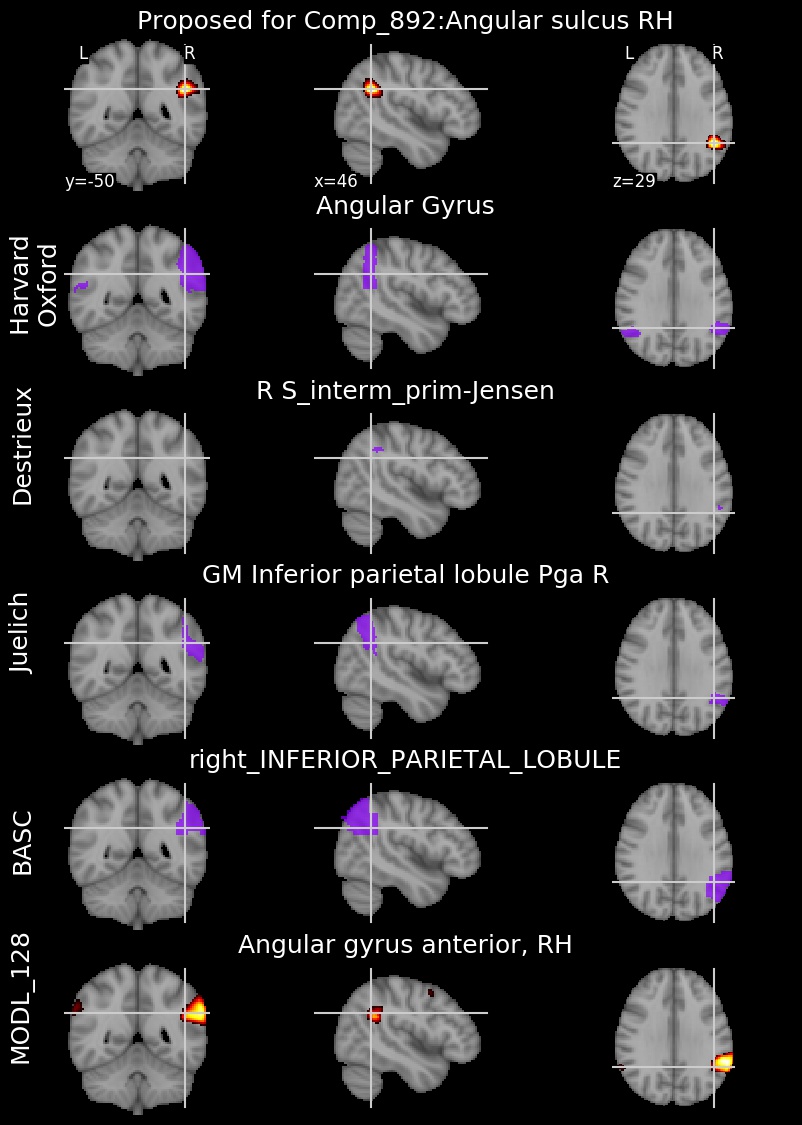 Proposed for Comp_892:Angular sulcus RH
L R
L R
y=-50
x=46
z=29
Angular Gyrus
Harvard
Oxford
R S_interm_prim-Jensen
Destrieux
GM Inferior parietal lobule Pga R
Juelich
right_INFERIOR_PARIETAL_LOBULE
BASC
Angular gyrus anterior, RH
MODL_128